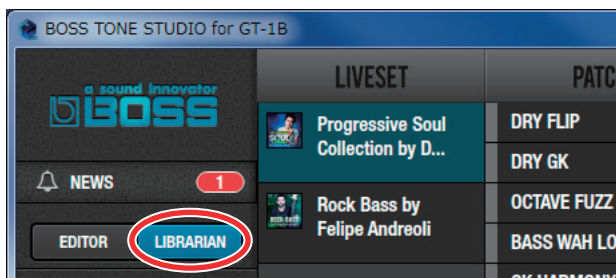 BOSS TONE STUDIO for GT-1B
a sound innovator
BOSS
NEWS
1
EDITOR
LIBRARIAN
LIVESET
Progressive Soul
Collection by D...
Rock Bass by
Felipe Andreoli
PATC
DRY FLIP
DRY GK
OCTAVE FUZZ
BASS WAH LO